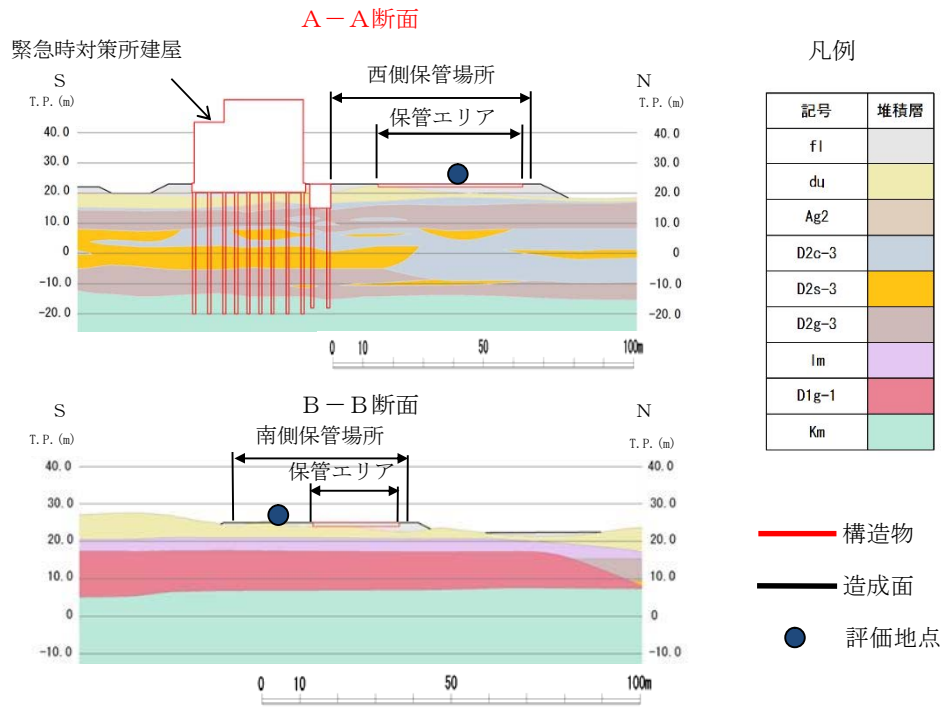 A-A断面
緊急時対策所建屋
西側保管場所
S
N
T.P.(m)
T.P.(m)
保管エリア
40.0
40.0
30.0
30.0
20.0
20.0
10.0
10.0
0
0
-10.0
-10.0
-20.0
-20.0
0 10 50 100m
B-B断面
S
N
南側保管場所
T.P.(m)
T.P.(m)
保管エリア
40.0
40.0
30.0
30.0
20.0
20.0
10.0
10.0
0
0
-10.0
-10.0
0 10 50 100m
凡例
記号 堆積層
fl
du
Ag2
D2c-3
D2s-3
D2g-3
lm
D1g-1
Km
構造物
造成面
評価地点